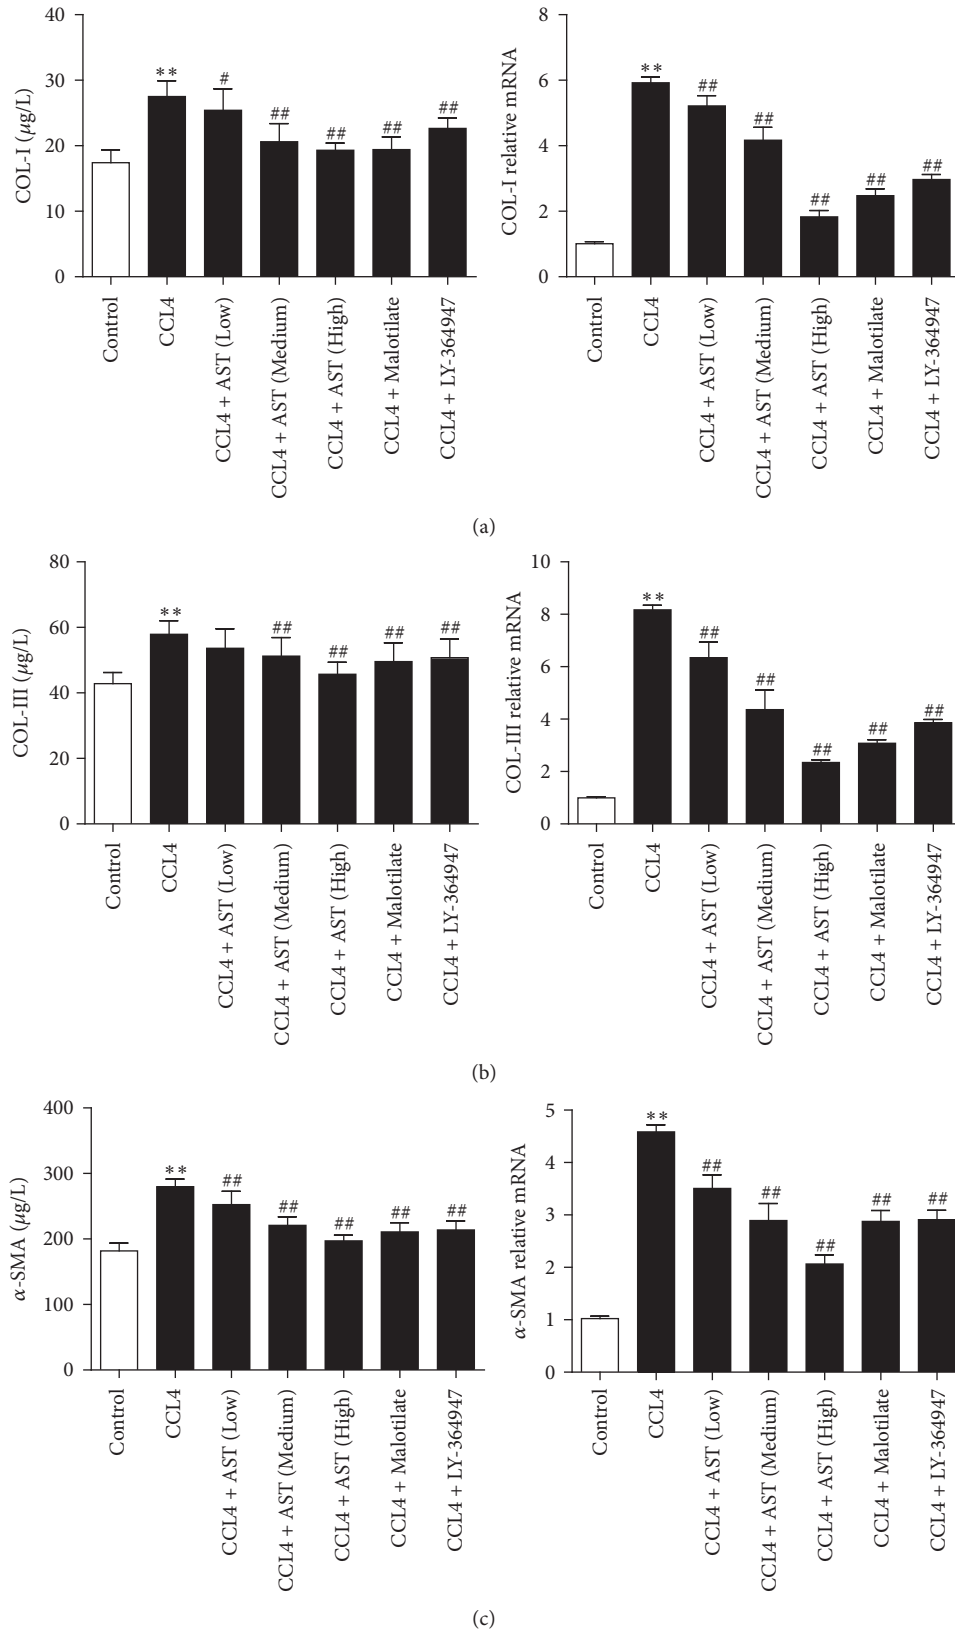 COL-I (μg/L)
40
30
20
10
0
**
#
##
##
##
##
Control
CCL4
CCL4 + AST (Low)
CCL4 + AST (Medium)
CCL4 + AST (High)
CCL4 + Malotilate
CCL4 + LY-364947
COL-I relative mRNA
8
6
4
2
0
**
##
##
##
##
##
Control
CCL4
CCL4 + AST (Low)
CCL4 + AST (Medium)
CCL4 + AST (High)
CCL4 + Malotilate
CCL4 + LY-364947
(a)
COL-III (μg/L)
80
60
40
20
0
**
##
##
##
##
Control
CCL4
CCL4 + AST (Low)
CCL4 + AST (Medium)
CCL4 + AST (High)
CCL4 + Malotilate
CCL4 + LY-364947
COL-III relative mRNA
10
8
6
4
2
0
**
##
##
##
##
##
Control
CCL4
CCL4 + AST (Low)
CCL4 + AST (Medium)
CCL4 + AST (High)
CCL4 + Malotilate
CCL4 + LY-364947
(b)
α-SMA (μg/L)
400
300
200
100
0
**
##
##
##
##
##
Control
CCL4
CCL4 + AST (Low)
CCL4 + AST (Medium)
CCL4 + AST (High)
CCL4 + Malotilate
CCL4 + LY-364947
α-SMA relative mRNA
5
4
3
2
1
0
**
##
##
##
##
##
Control
CCL4
CCL4 + AST (Low)
CCL4 + AST (Medium)
CCL4 + AST (High)
CCL4 + Malotilate
CCL4 + LY-364947
(c)